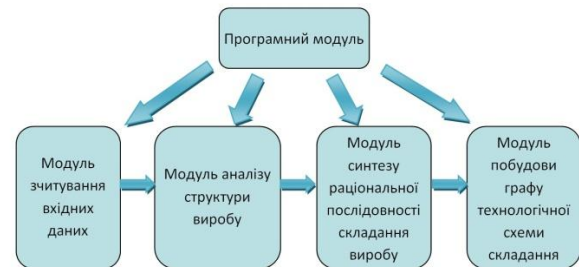 Програмний модуль
Модуль
зчитування
вхідних
даних
Модуль аналізу
структури
виробу
Модуль
синтезу
раціональної
послідовності
складання
виробу
Модуль
побудови
графу
технологічної
схеми
складання